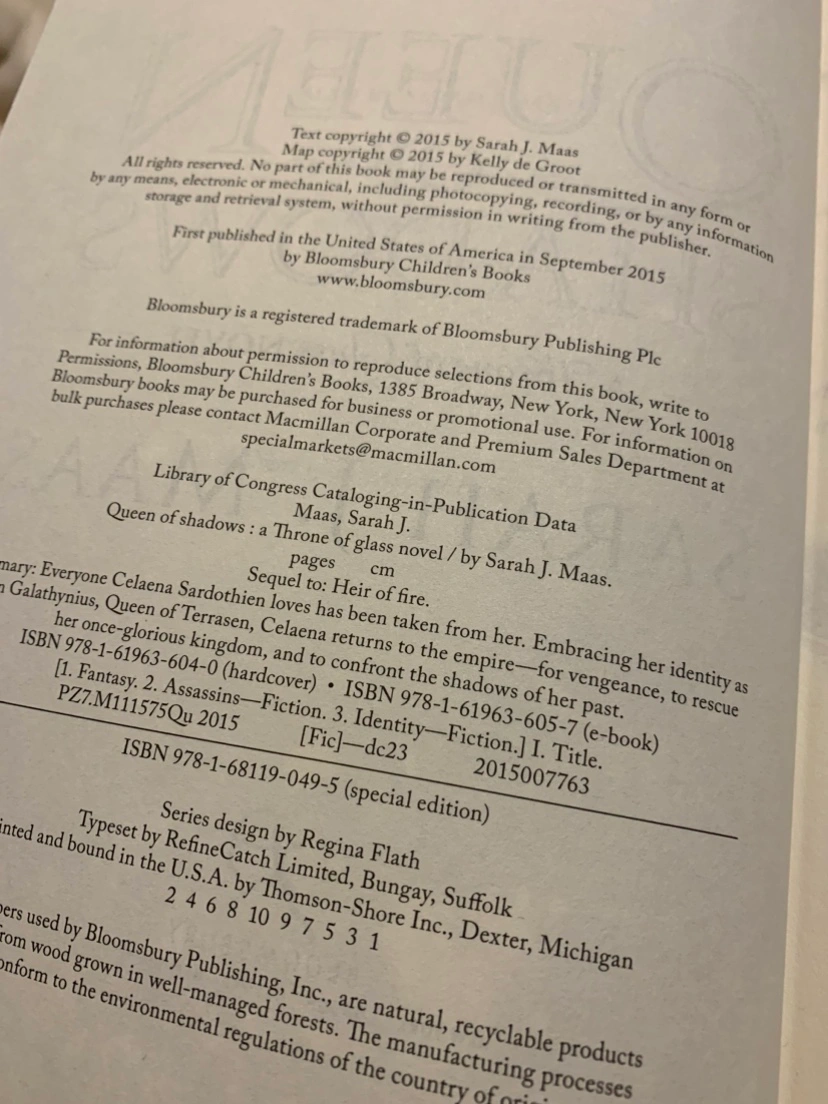 Text copyright © 2015 by Sarah J. Maas
Map copyright © 2015 by Kelly de Groot
All rights reserved. No part of this book may be reproduced or transmitted in any form or
by any means, electronic or mechanical, including photocopying, recording, or by any information
storage and retrieval system, without permission in writing from the publisher.
First published in the United States of America in September 2015
by Bloomsbury Children's Books
www.bloomsbury.com
Bloomsbury is a registered trademark of Bloomsbury Publishing Plc
For information about permission to reproduce selections from this book, write to
Permissions, Bloomsbury Children's Books, 1385 Broadway, New York, New York 10018
Bloomsbury books may be purchased for business or promotional use. For information on
bulk purchases please contact Macmillan Corporate and Premium Sales Department at
specialmarkets@macmillan.com
Library of Congress Cataloging-in-Publication Data
Maas, Sarah J.
Queen of shadows : a Throne of glass novel / by Sarah J. Maas.
pages cm
Sequel to: Heir of fire.
mary: Everyone Celaena Sardothien loves has been taken from her. Embracing her identity as
n Galathynius, Queen of Terrasen, Celaena returns to the empire—for vengeance, to rescue
her once-glorious kingdom, and to confront the shadows of her past.
ISBN 978-1-61963-604-0 (hardcover) • ISBN 978-1-61963-605-7 (e-book)
[1. Fantasy. 2. Assassins—Fiction. 3. Identity—Fiction.] I. Title.
PZ7.M111575Qu 2015 [Fic]—dc23 2015007763
ISBN 978-1-68119-049-5 (special edition)
Series design by Regina Flath
Typeset by RefineCatch Limited, Bungay, Suffolk
inted and bound in the U.S.A. by Thomson-Shore Inc., Dexter, Michigan
2 4 6 8 10 9 7 5 3 1
pers used by Bloomsbury Publishing, Inc., are natural, recyclable products
rom wood grown in well-managed forests. The manufacturing processes
onform to the environmental regulations of the country of